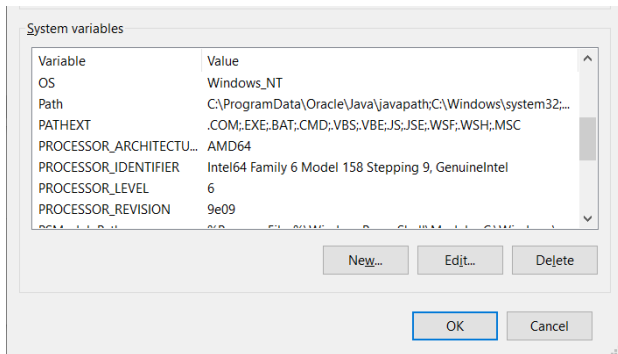 System variables
Variable Value
OS Windows_NT
Path C:\ProgramData\Oracle\Java\javapath;C:\Windows\system32;...
PATHEXT .COM;.EXE;.BAT;.CMD;.VBS;.VBE;.JS;.JSE;.WSF;.WSH;.MSC
PROCESSOR_ARCHITECTU... AMD64
PROCESSOR_IDENTIFIER Intel64 Family 6 Model 158 Stepping 9, GenuineIntel
PROCESSOR_LEVEL 6
PROCESSOR_REVISION 9e09
New... Edit... Delete
OK Cancel